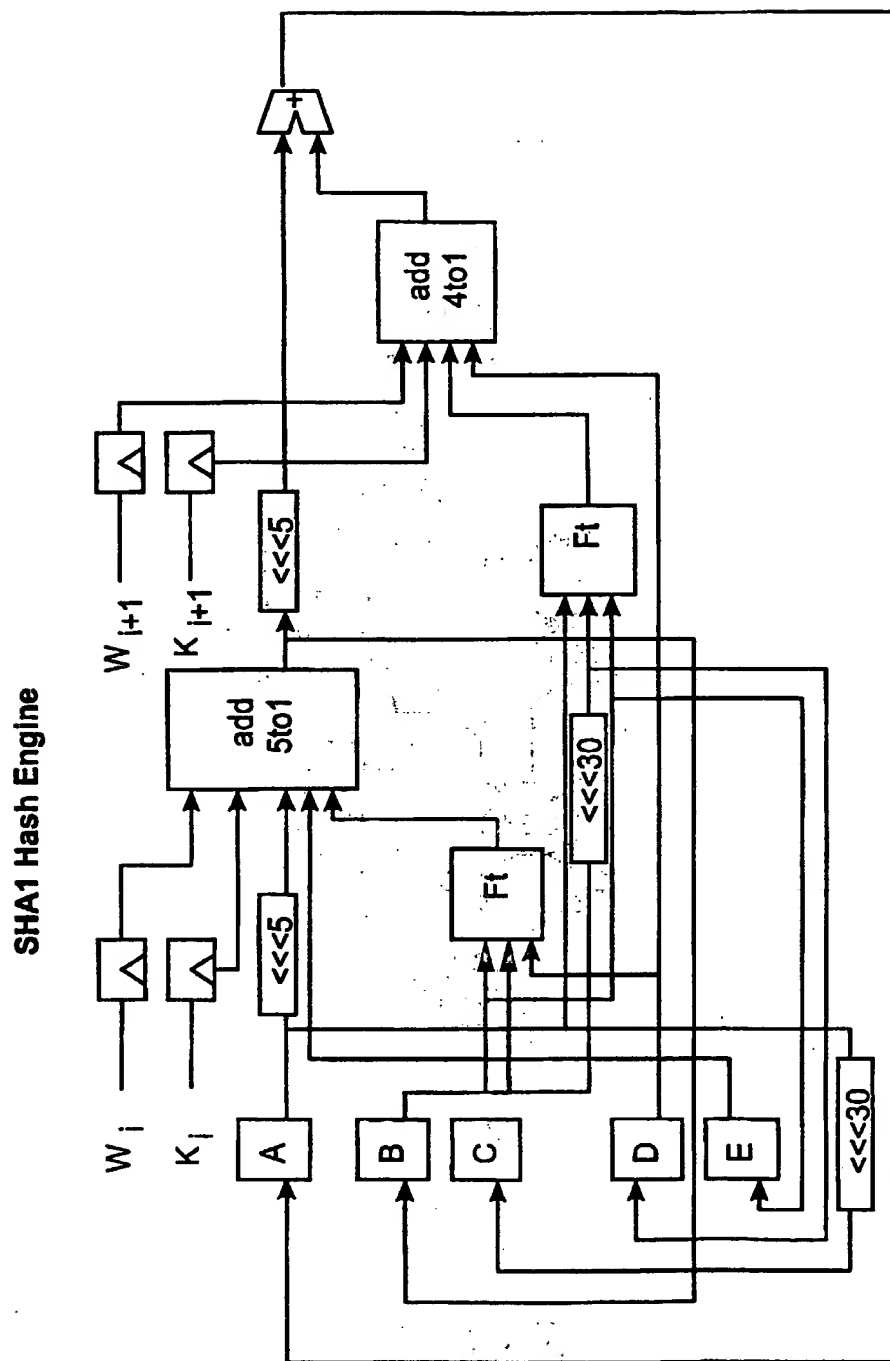 SHA1 Hash Engine
W i
K i
W i+1
K i+1
A
B
C
D
E
<<<5
<<<30
Ft
add
5to1
<<<5
<<<30
Ft
add
4to1
+